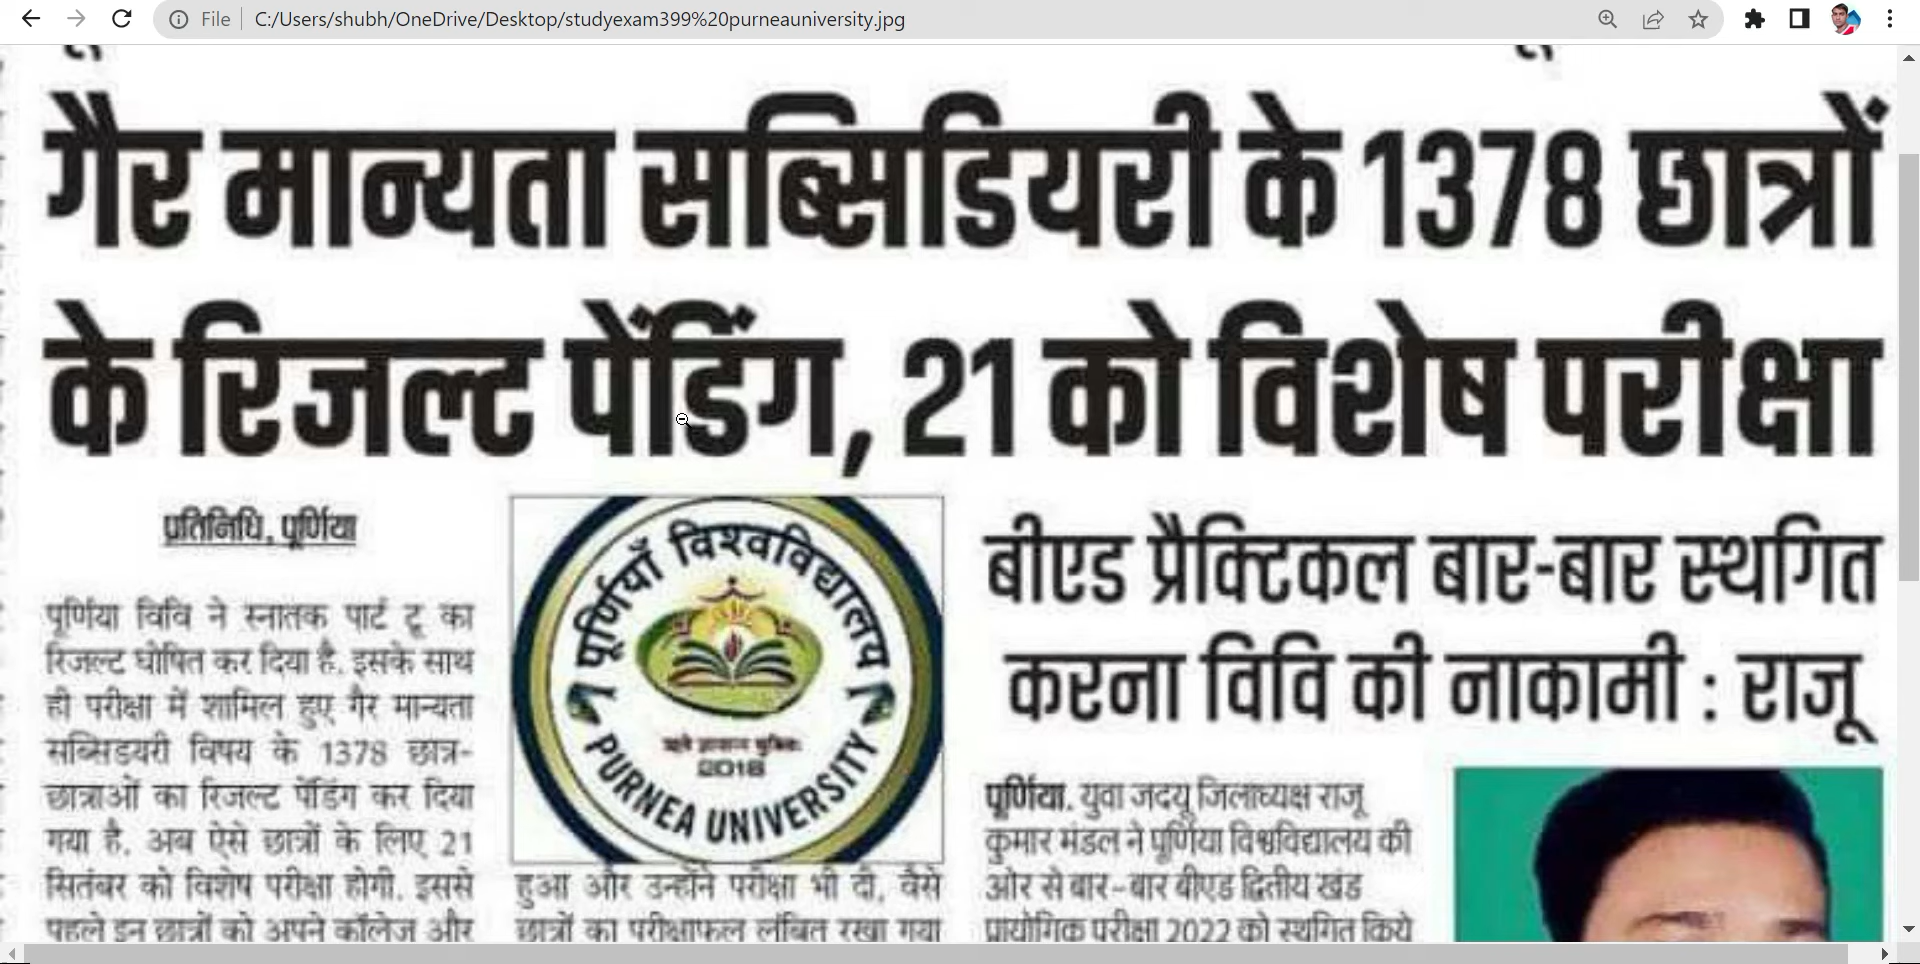 File
C:/Users/shubh/OneDrive/Desktop/studyexam399%20purneauniversity.jpg
गैर मान्यता सब्सिडियरी के 1378 छात्रों
के रिजल्ट पेंडिंग, 21 को विशेष परीक्षा
प्रतिनिधि, पूर्णिया
पूर्णिया विवि ने स्नातक पार्ट टू का
रिजल्ट घोषित कर दिया है. इसके साथ
ही परीक्षा में शामिल हुए गैर मान्यता
सब्सिडयरी विषय के 1378 छात्र-
छात्राओं का रिजल्ट पेंडिंग कर दिया
गया है. अब ऐसे छात्रों के लिए 21
सितंबर को विशेष परीक्षा होगी. इससे
पहले इन छात्रों को अपने कॉलेज और
पूर्णियाँ विश्वविद्यालय
2018
PURNEA UNIVERSITY
हुआ और उन्होंने परीक्षा भी दी, वैसे
छात्रों का परीक्षाफल लंबित रखा गया
बीएड प्रैक्टिकल बार-बार स्थगित
करना विवि की नाकामी : राजू
पूर्णिया. युवा जदयू जिलाध्यक्ष राजू
कुमार मंडल ने पूर्णिया विश्वविद्यालय की
ओर से बार-बार बीएड द्वितीय खंड
प्रायोगिक परीक्षा 2022 को स्थगित किये